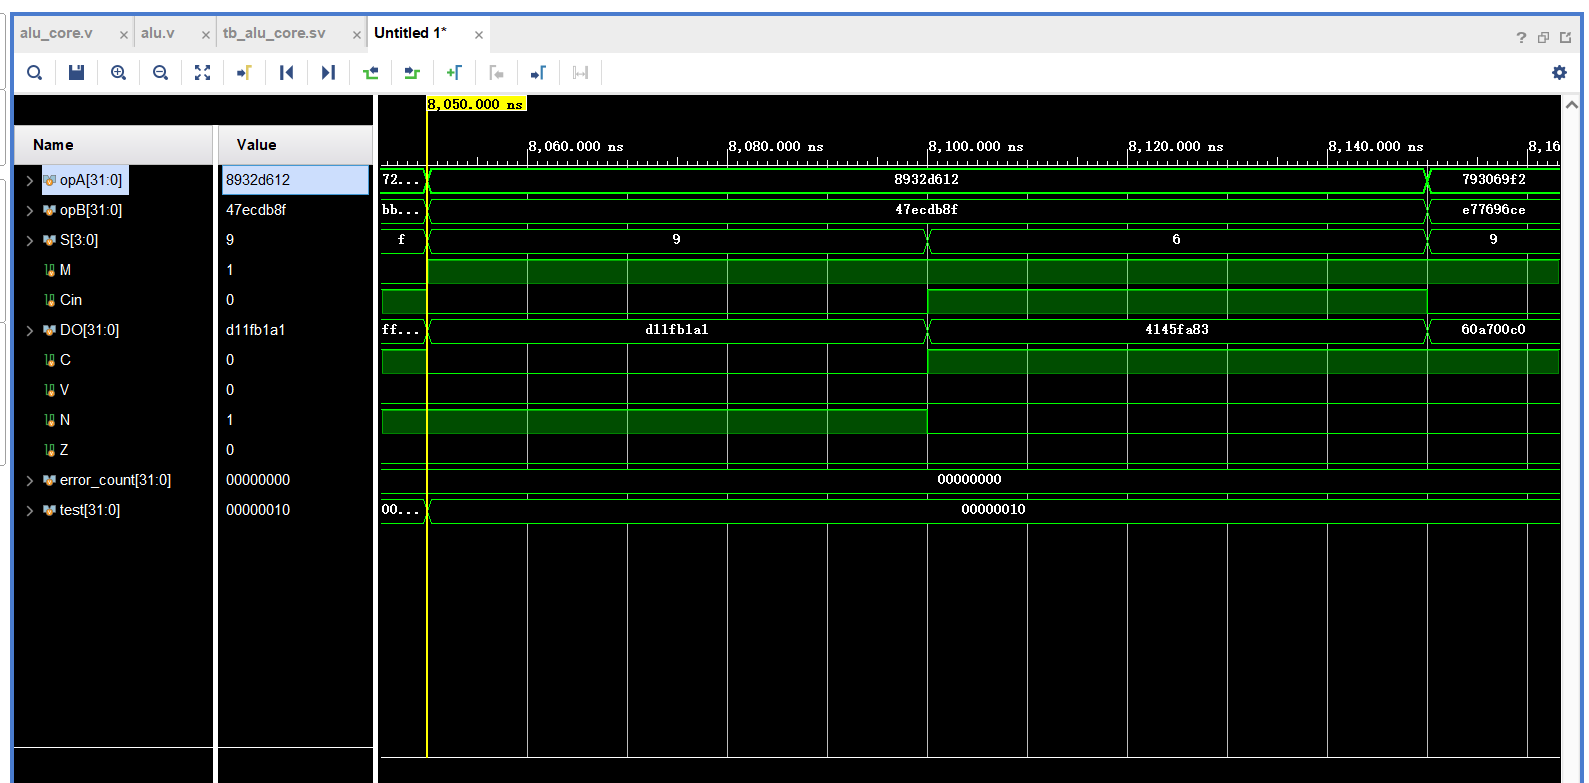 alu_core.v × alu.v × tb_alu_core.sv × Untitled 1* ×
?
8,050.000 ns
Name Value
8,060.000 ns 8,080.000 ns 8,100.000 ns 8,120.000 ns 8,140.000 ns 8,16
opA[31:0] 8932d612 72... 8932d612 793069f2
opB[31:0] 47ecdb8f bb... 47ecdb8f e77696ce
S[3:0] 9 f 9 6 9
M 1
Cin 0
DO[31:0] d11fb1a1 ff... d11fb1a1 4145fa83 60a700c0
C 0
V 0
N 1
Z 0
error_count[31:0] 00000000 00000000
test[31:0] 00000010 00... 00000010